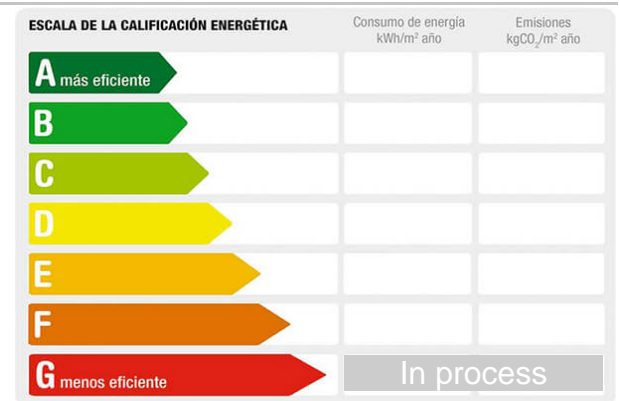 ESCALA DE LA CALIFICACIÓN ENERGÉTICA
Consumo de energía
kWh/m² año
Emisiones
kgCO₂/m² año
A más eficiente
B
C
D
E
F
G menos eficiente
In process